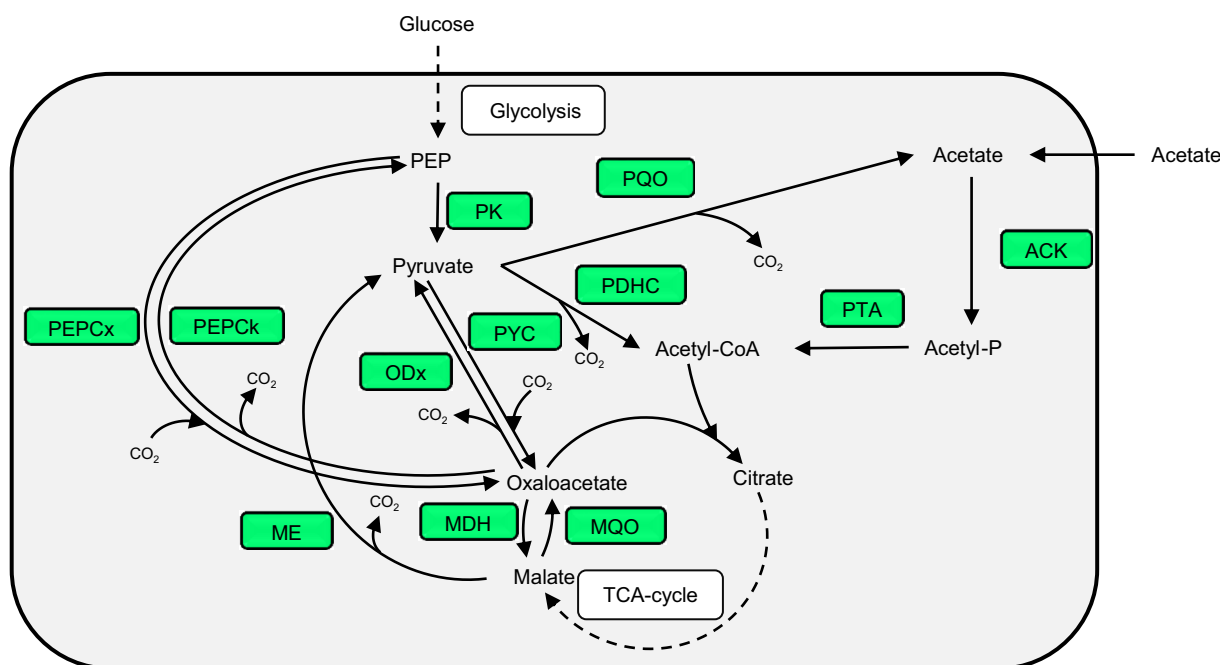 Glucose
Glycolysis
PEP
Acetate
Acetate
PQO
PK
CO2
ACK
Pyruvate
PDHC
PTA
PEPCx
PEPCk
PYC
CO2
Acetyl-CoA
Acetyl-P
ODx
CO2
CO2
CO2
CO2
Oxaloacetate
Citrate
CO2
ME
MDH
MQO
Malate
TCA-cycle